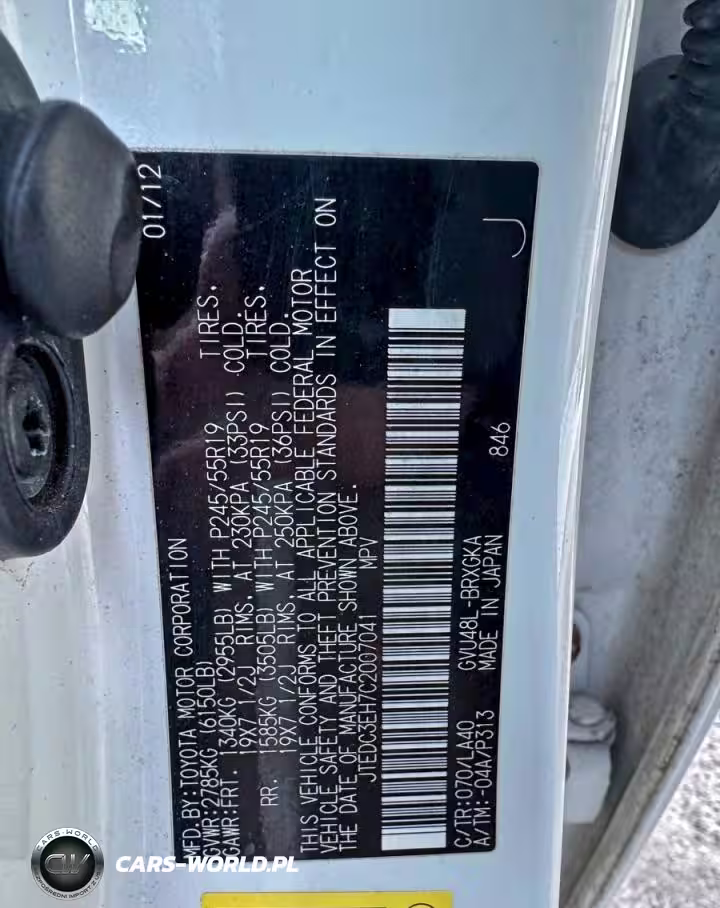 MFD.BY:TOYOTA MOTOR CORPORATION 01/12
GVWR:2785KG(6150LB)
GAWR:FRT. 1340KG (2955LB) WITH P245/55R19 TIRES.
19X7 1/2J RIMS, AT 230KPA (33PSI) COLD.
RR. 1585KG (3505LB) WITH P245/55R19 TIRES.
19X7 1/2J RIMS, AT 250KPA (36PSI) COLD.
THIS VEHICLE CONFORMS TO ALL APPLICABLE FEDERAL MOTOR
VEHICLE SAFETY AND THEFT PREVENTION STANDARDS IN EFFECT ON
THE DATE OF MANUFACTURE SHOWN ABOVE.
JTEDC3EH7C2007041 MPV
C/TR:070/LA40 GVU48L-BRXGKA
A/TM:-04A/P313 MADE IN JAPAN 846
J
CARS-WORLD
CW
CARS-WORLD.PL